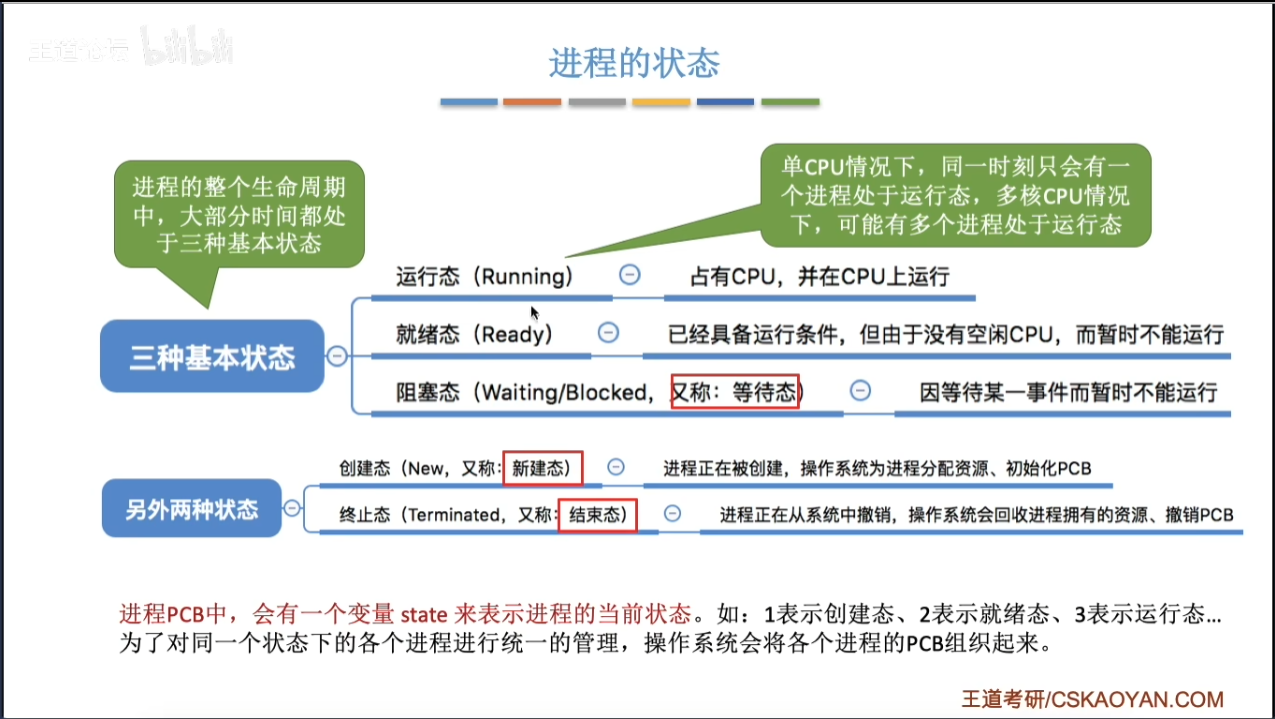 王道论坛 bilibili
进程的状态
进程的整个生命周期
中，大部分时间都处
于三种基本状态
单CPU情况下，同一时刻只会有一
个进程处于运行态，多核CPU情况
下，可能有多个进程处于运行态
三种基本状态
运行态（Running）
占有CPU，并在CPU上运行
就绪态（Ready）
已经具备运行条件，但由于没有空闲CPU，而暂时不能运行
阻塞态（Waiting/Blocked，又称：等待态）
因等待某一事件而暂时不能运行
另外两种状态
创建态（New，又称：新建态）
进程正在被创建，操作系统为进程分配资源、初始化PCB
终止态（Terminated，又称：结束态）
进程正在从系统中撤销，操作系统会回收进程拥有的资源、撤销PCB
进程PCB中，会有一个变量 state 来表示进程的当前状态。如：1表示创建态、2表示就绪态、3表示运行态...
为了对同一个状态下的各个进程进行统一的管理，操作系统会将各个进程的PCB组织起来。
王道考研/CSKAOYAN.COM